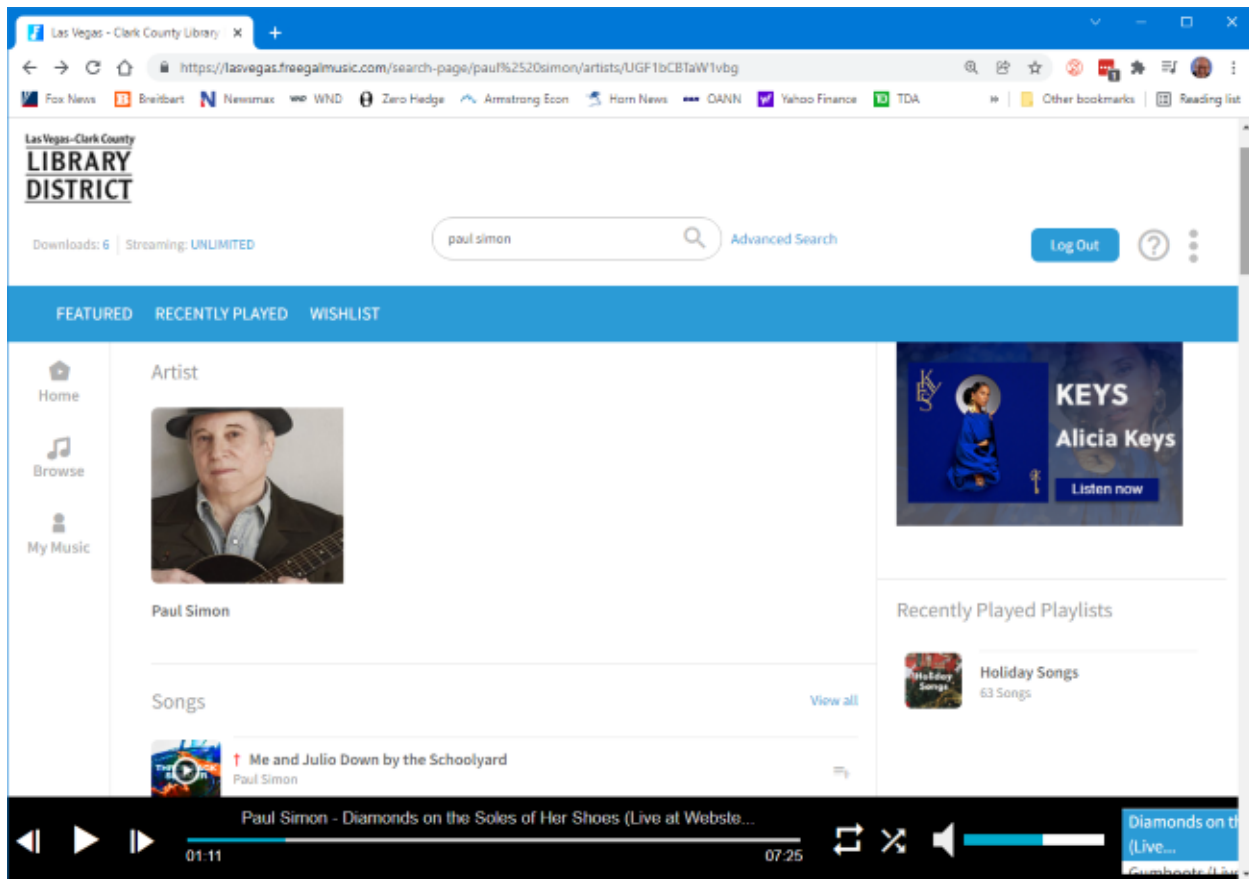 Las Vegas - Clark County Library
https://lasvegas.freegalmusic.com/search-page/paul%2520simon/artists/UGF1bCBTaW1vbg
Fox News Breitbart Newsmax WND Zero Hedge Armstrong Econ Horn News OANN Yahoo Finance TDA » Other bookmarks Reading list
Las Vegas-Clark County
LIBRARY
DISTRICT
Downloads: 6 Streaming: UNLIMITED paul simon Advanced Search Log Out
FEATURED RECENTLY PLAYED WISHLIST
Home
Browse
My Music
Artist
Paul Simon
Songs View all
† Me and Julio Down by the Schoolyard
Paul Simon
KEYS
Alicia Keys
Listen now
Recently Played Playlists
Holiday
Songs
Holiday Songs
63 Songs
Paul Simon - Diamonds on the Soles of Her Shoes (Live at Webste...
01:11 07:25
Diamonds on th
(Live...
Gumboots (Live